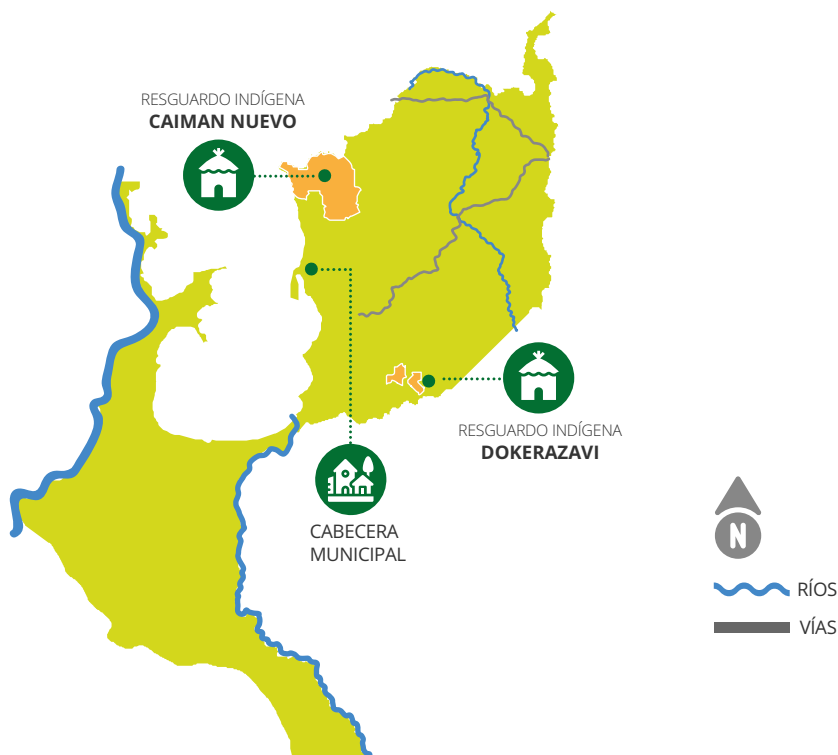 RESGUARDO INDÍGENA
CAIMAN NUEVO
RESGUARDO INDÍGENA
DOKERAZAVI
CABECERA
MUNICIPAL
N
RÍOS
VÍAS